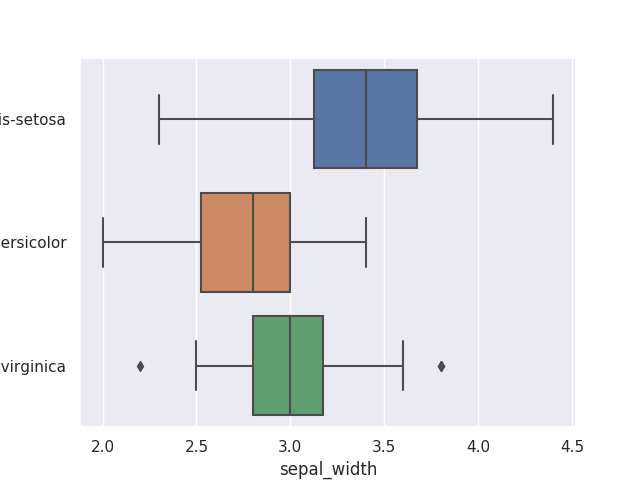 is-setosa
ersicolor
virginica
2.0 2.5 3.0 3.5 4.0 4.5
sepal_width